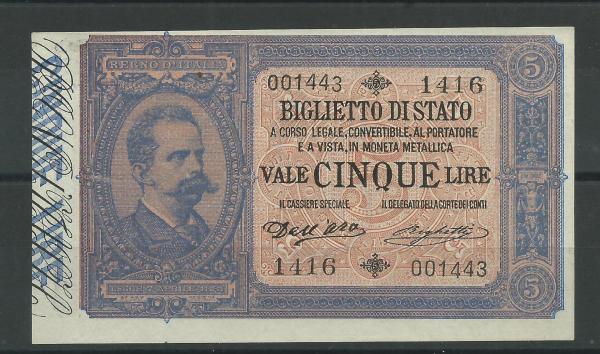 REGNO D'ITALIA
001443 1416
BIGLIETTO DI STATO
A CORSO LEGALE, CONVERTIBILE, AL PORTATORE
E A VISTA, IN MONETA METALLICA
VALE CINQUE LIRE
IL CASSIERE SPECIALE. IL DELEGATO DELLA CORTE DEI CONTI
Dell'Ara Righetti
1416 001443
5
5